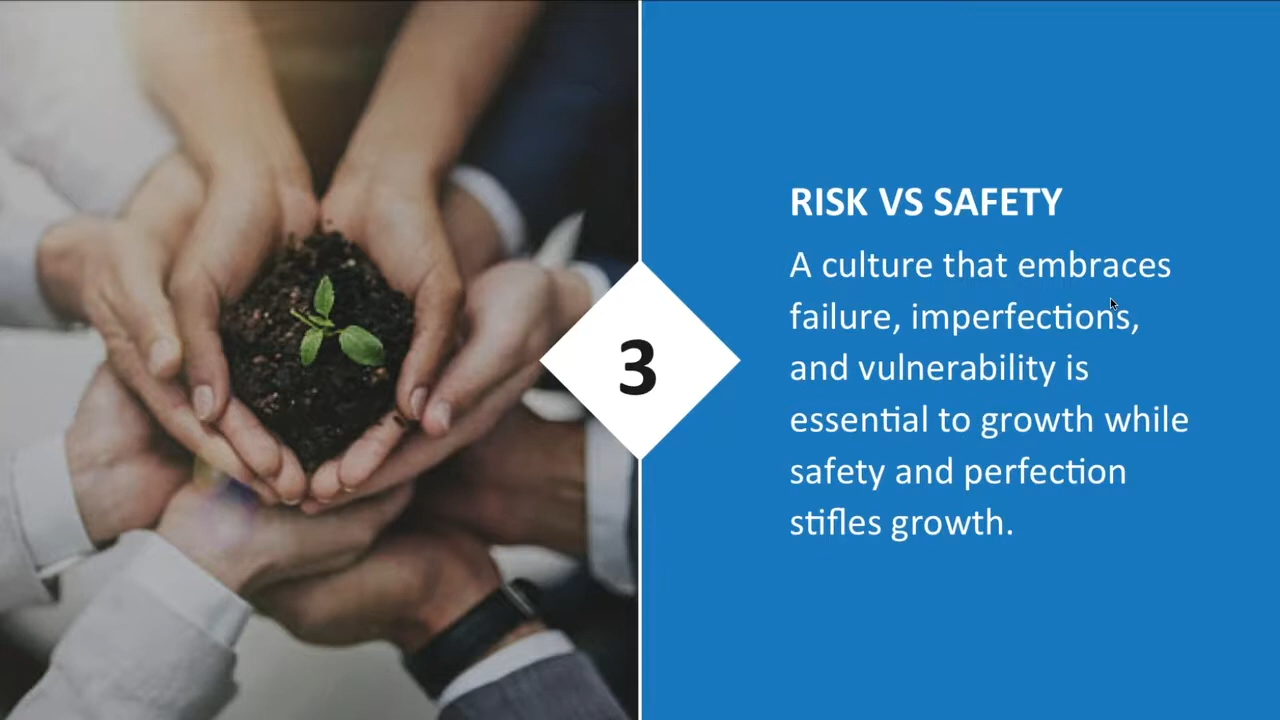 3
RISK VS SAFETY
A culture that embraces
failure, imperfections,
and vulnerability is
essential to growth while
safety and perfection
stifles growth.